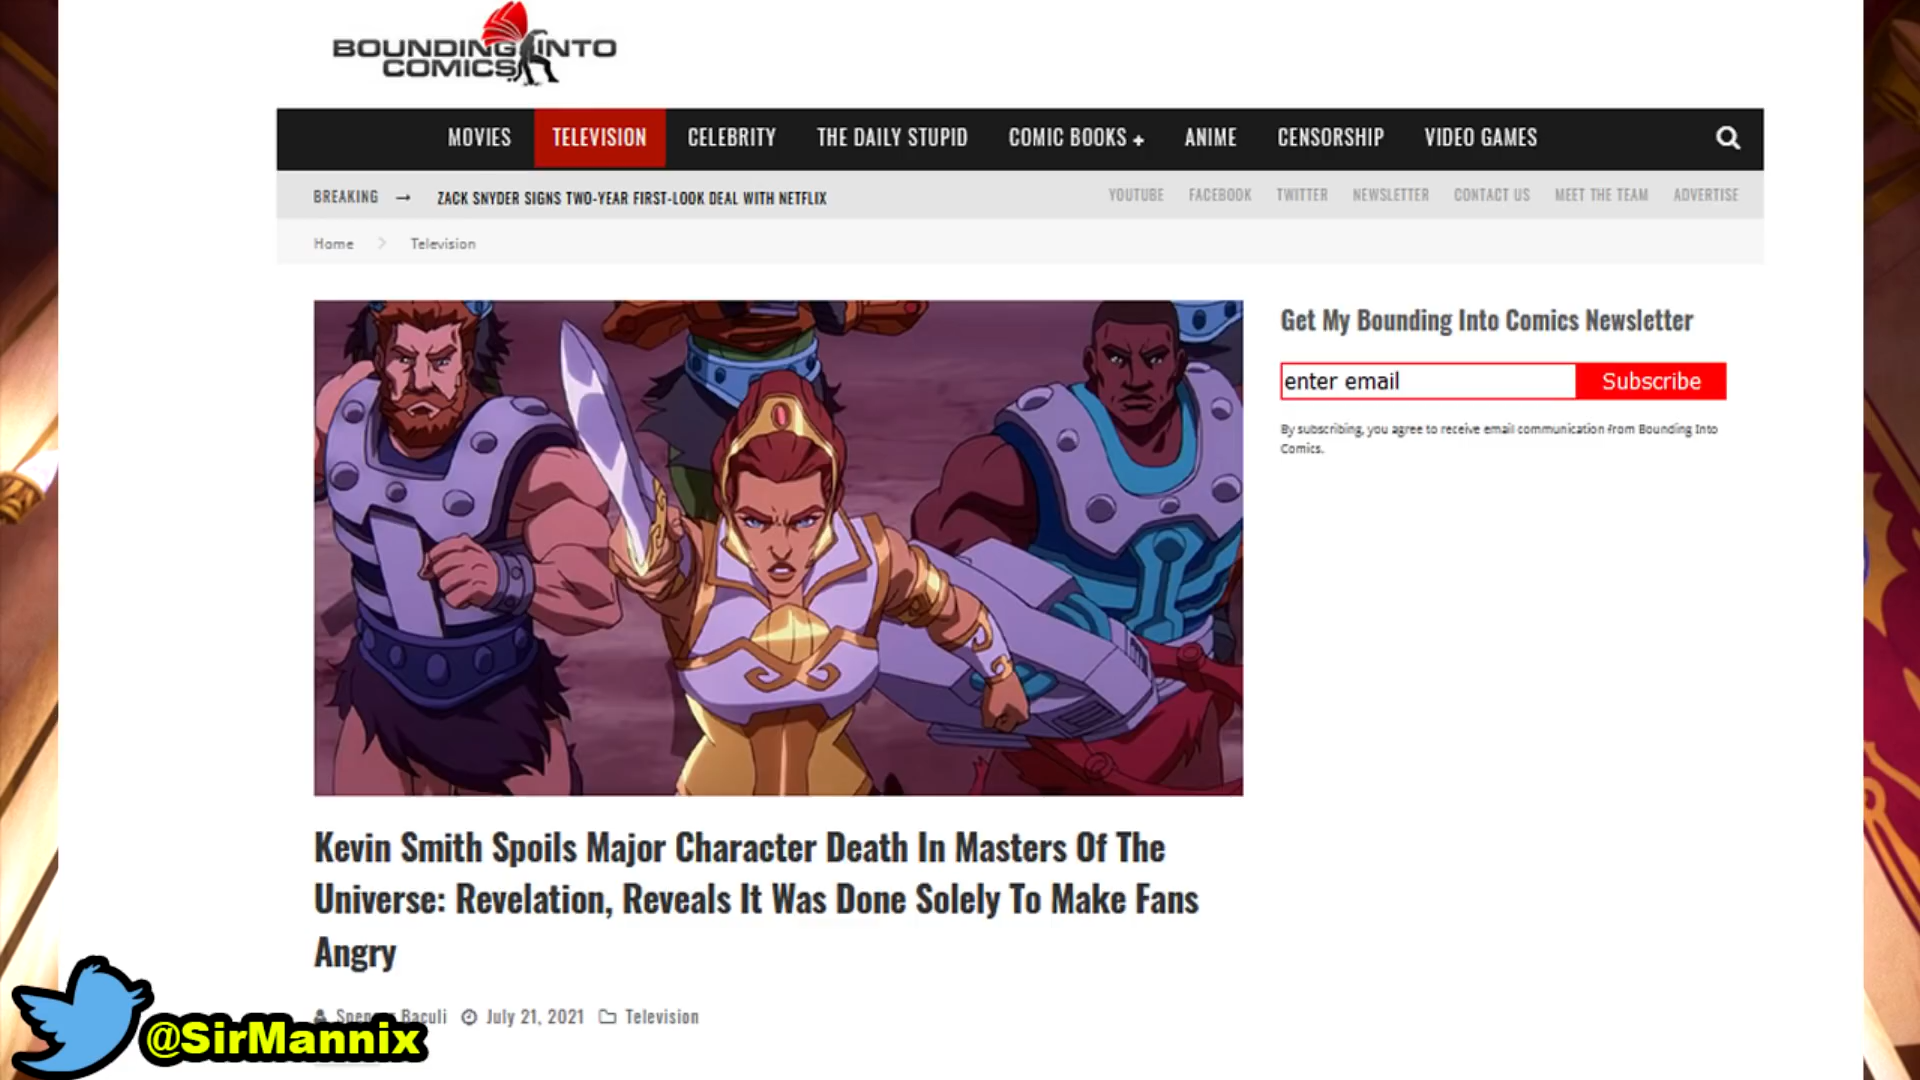 BOUNDING INTO
COMICS
MOVIES TELEVISION CELEBRITY THE DAILY STUPID COMIC BOOKS + ANIME CENSORSHIP VIDEO GAMES
BREAKING → ZACK SNYDER SIGNS TWO-YEAR FIRST-LOOK DEAL WITH NETFLIX YOUTUBE FACEBOOK TWITTER NEWSLETTER CONTACT US MEET THE TEAM ADVERTISE
Home > Television
Get My Bounding Into Comics Newsletter
enter email Subscribe
By subscribing, you agree to receive email communication from Bounding Into
Comics.
Kevin Smith Spoils Major Character Death In Masters Of The
Universe: Revelation, Reveals It Was Done Solely To Make Fans
Angry
Spencer Baculi July 21, 2021 Television
@SirMannix